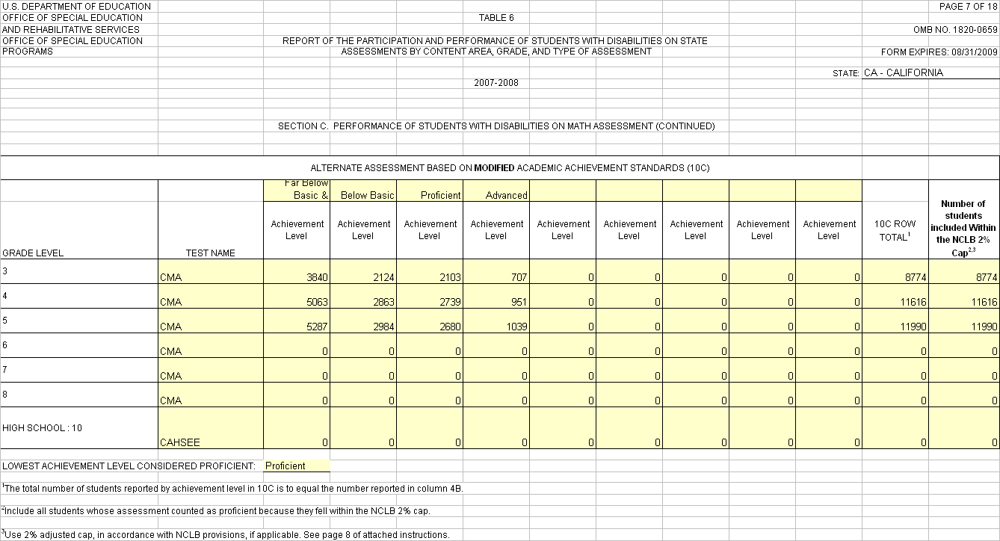 U.S. DEPARTMENT OF EDUCATION PAGE 7 OF 18
OFFICE OF SPECIAL EDUCATION TABLE 6
AND REHABILITATIVE SERVICES OMB NO. 1820-0659
OFFICE OF SPECIAL EDUCATION REPORT OF THE PARTICIPATION AND PERFORMANCE OF STUDENTS WITH DISABILITIES ON STATE
PROGRAMS ASSESSMENTS BY CONTENT AREA, GRADE, AND TYPE OF ASSESSMENT FORM EXPIRES: 08/31/2009
STATE: CA - CALIFORNIA
2007-2008
SECTION C. PERFORMANCE OF STUDENTS WITH DISABILITIES ON MATH ASSESSMENT (CONTINUED)
ALTERNATE ASSESSMENT BASED ON MODIFIED ACADEMIC ACHIEVEMENT STANDARDS (10C)
Far Below
Basic & Below Basic Proficient Advanced
Achievement Achievement Achievement Achievement Achievement Achievement Achievement Achievement Achievement 10C ROW
Level Level Level Level Level Level Level Level Level TOTAL¹
Number of
students
included Within
the NCLB 2%
Cap²,³
GRADE LEVEL TEST NAME
3 CMA 3840 2124 2103 707 0 0 0 0 0 8774 8774
4 CMA 5063 2863 2739 951 0 0 0 0 0 11616 11616
5 CMA 5287 2984 2680 1039 0 0 0 0 0 11990 11990
6 CMA 0 0 0 0 0 0 0 0 0 0 0
7 CMA 0 0 0 0 0 0 0 0 0 0 0
8 CMA 0 0 0 0 0 0 0 0 0 0 0
HIGH SCHOOL : 10 CAHSEE 0 0 0 0 0 0 0 0 0 0 0
LOWEST ACHIEVEMENT LEVEL CONSIDERED PROFICIENT: Proficient
¹The total number of students reported by achievement level in 10C is to equal the number reported in column 4B.
²Include all students whose assessment counted as proficient because they fell within the NCLB 2% cap.
³Use 2% adjusted cap, in accordance with NCLB provisions, if applicable. See page 8 of attached instructions.